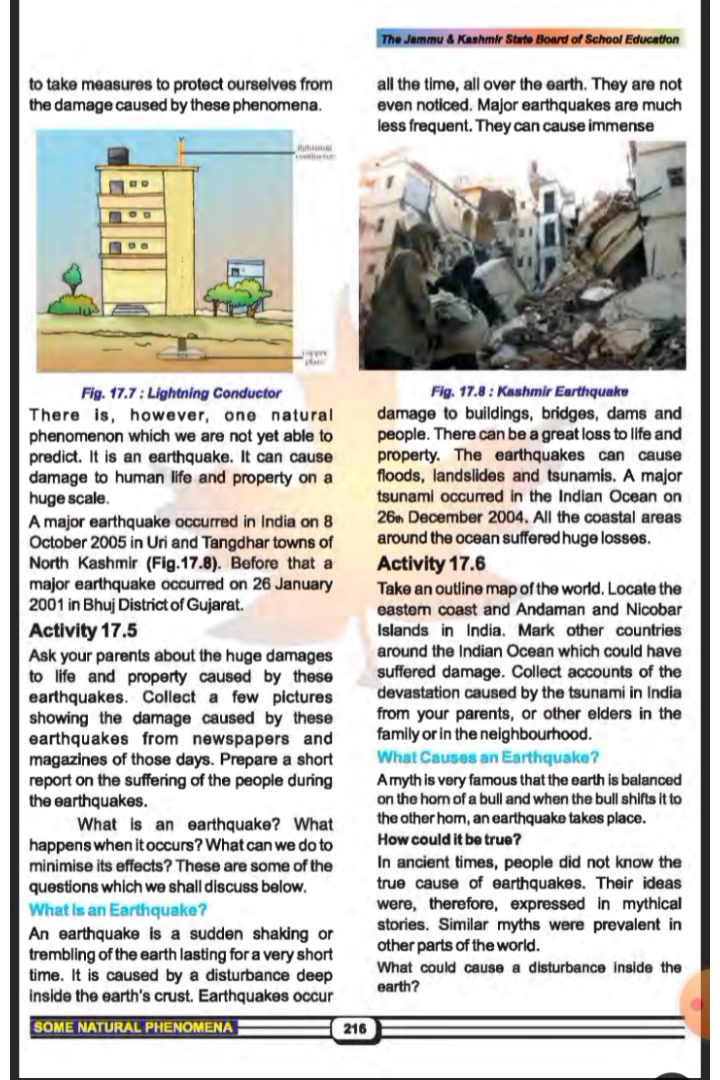 The Jammu & Kashmir State Board of School Education
to take measures to protect ourselves from
the damage caused by these phenomena.
lightning
conductor
copper
plate
Fig. 17.7 : Lightning Conductor
There is, however, one natural
phenomenon which we are not yet able to
predict. It is an earthquake. It can cause
damage to human life and property on a
huge scale.
A major earthquake occurred in India on 8
October 2005 in Uri and Tangdhar towns of
North Kashmir (Fig.17.8). Before that a
major earthquake occurred on 26 January
2001 in Bhuj District of Gujarat.
Activity 17.5
Ask your parents about the huge damages
to life and property caused by these
earthquakes. Collect a few pictures
showing the damage caused by these
earthquakes from newspapers and
magazines of those days. Prepare a short
report on the suffering of the people during
the earthquakes.
What is an earthquake? What
happens when it occurs? What can we do to
minimise its effects? These are some of the
questions which we shall discuss below.
What Is an Earthquake?
An earthquake is a sudden shaking or
trembling of the earth lasting for a very short
time. It is caused by a disturbance deep
inside the earth's crust. Earthquakes occur
all the time, all over the earth. They are not
even noticed. Major earthquakes are much
less frequent. They can cause immense
Fig. 17.8 : Kashmir Earthquake
damage to buildings, bridges, dams and
people. There can be a great loss to life and
property. The earthquakes can cause
floods, landslides and tsunamis. A major
tsunami occurred in the Indian Ocean on
26th December 2004. All the coastal areas
around the ocean suffered huge losses.
Activity 17.6
Take an outline map of the world. Locate the
eastern coast and Andaman and Nicobar
Islands in India. Mark other countries
around the Indian Ocean which could have
suffered damage. Collect accounts of the
devastation caused by the tsunami in India
from your parents, or other elders in the
family or in the neighbourhood.
What Causes an Earthquake?
A myth is very famous that the earth is balanced
on the horn of a bull and when the bull shifts it to
the other horn, an earthquake takes place.
How could it be true?
In ancient times, people did not know the
true cause of earthquakes. Their ideas
were, therefore, expressed in mythical
stories. Similar myths were prevalent in
other parts of the world.
What could cause a disturbance inside the
earth?
SOME NATURAL PHENOMENA
216